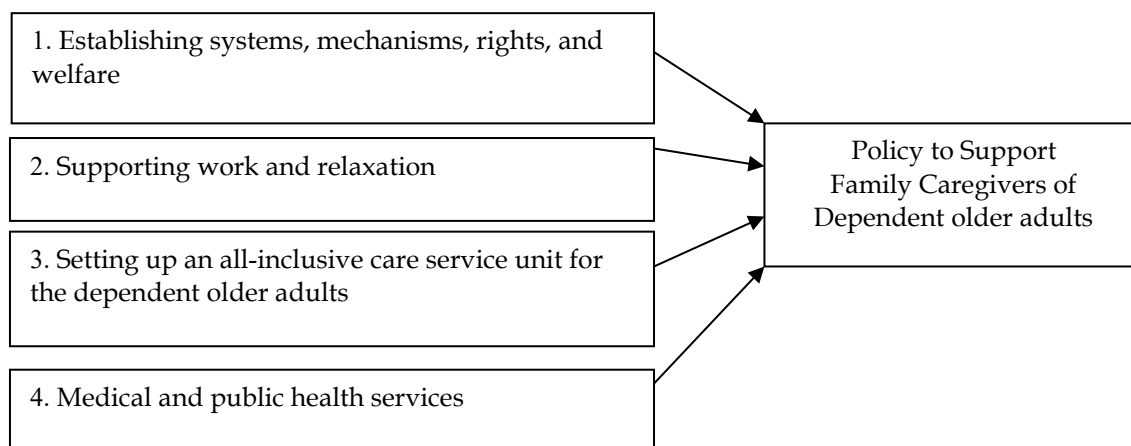 1. Establishing systems, mechanisms, rights, and
welfare
2. Supporting work and relaxation
3. Setting up an all-inclusive care service unit for
the dependent older adults
4. Medical and public health services
Policy to Support
Family Caregivers of
Dependent older adults